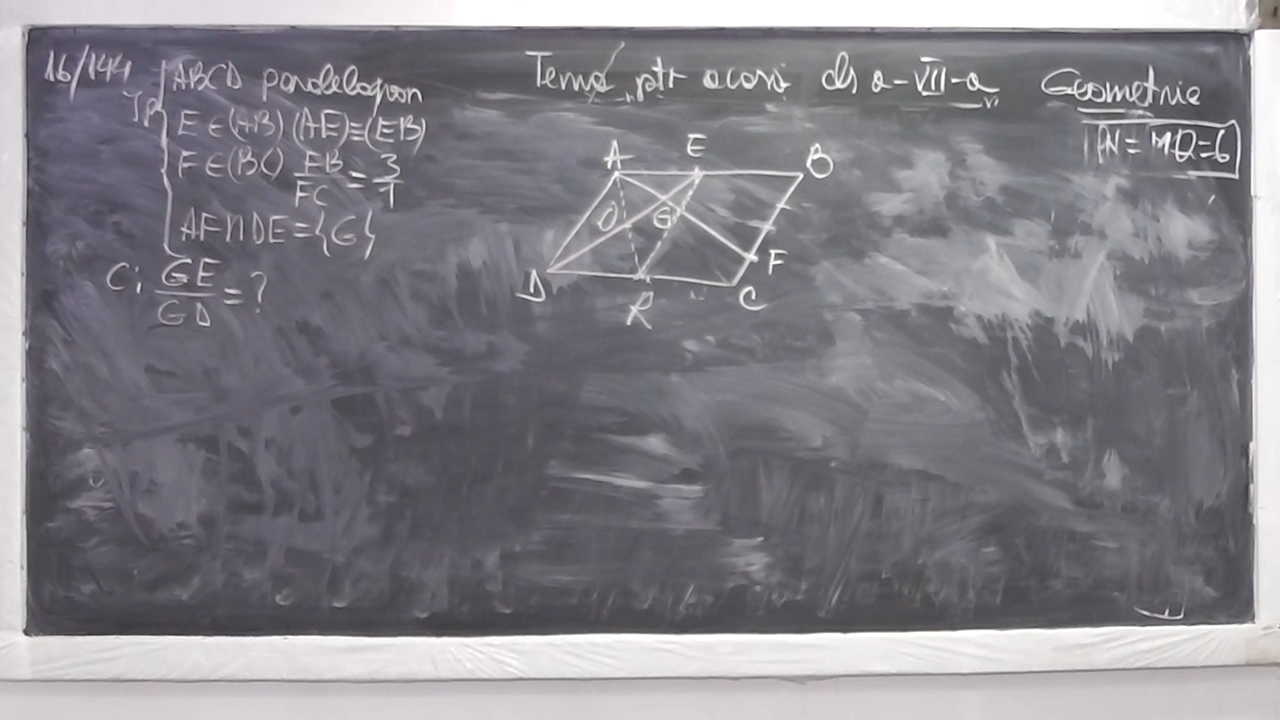 16/144
ABCD paralelogram
Ip
E ∈ (AB) (AE) ≡ (EB)
F ∈ (BC) FB/FC = 3/1
AF ∩ DE = {G}
C: GE/GD = ?
Temă ptr acasă cls a-VII-a
Geometrie
PN = MQ = 6
A E B
O G
F
D R C